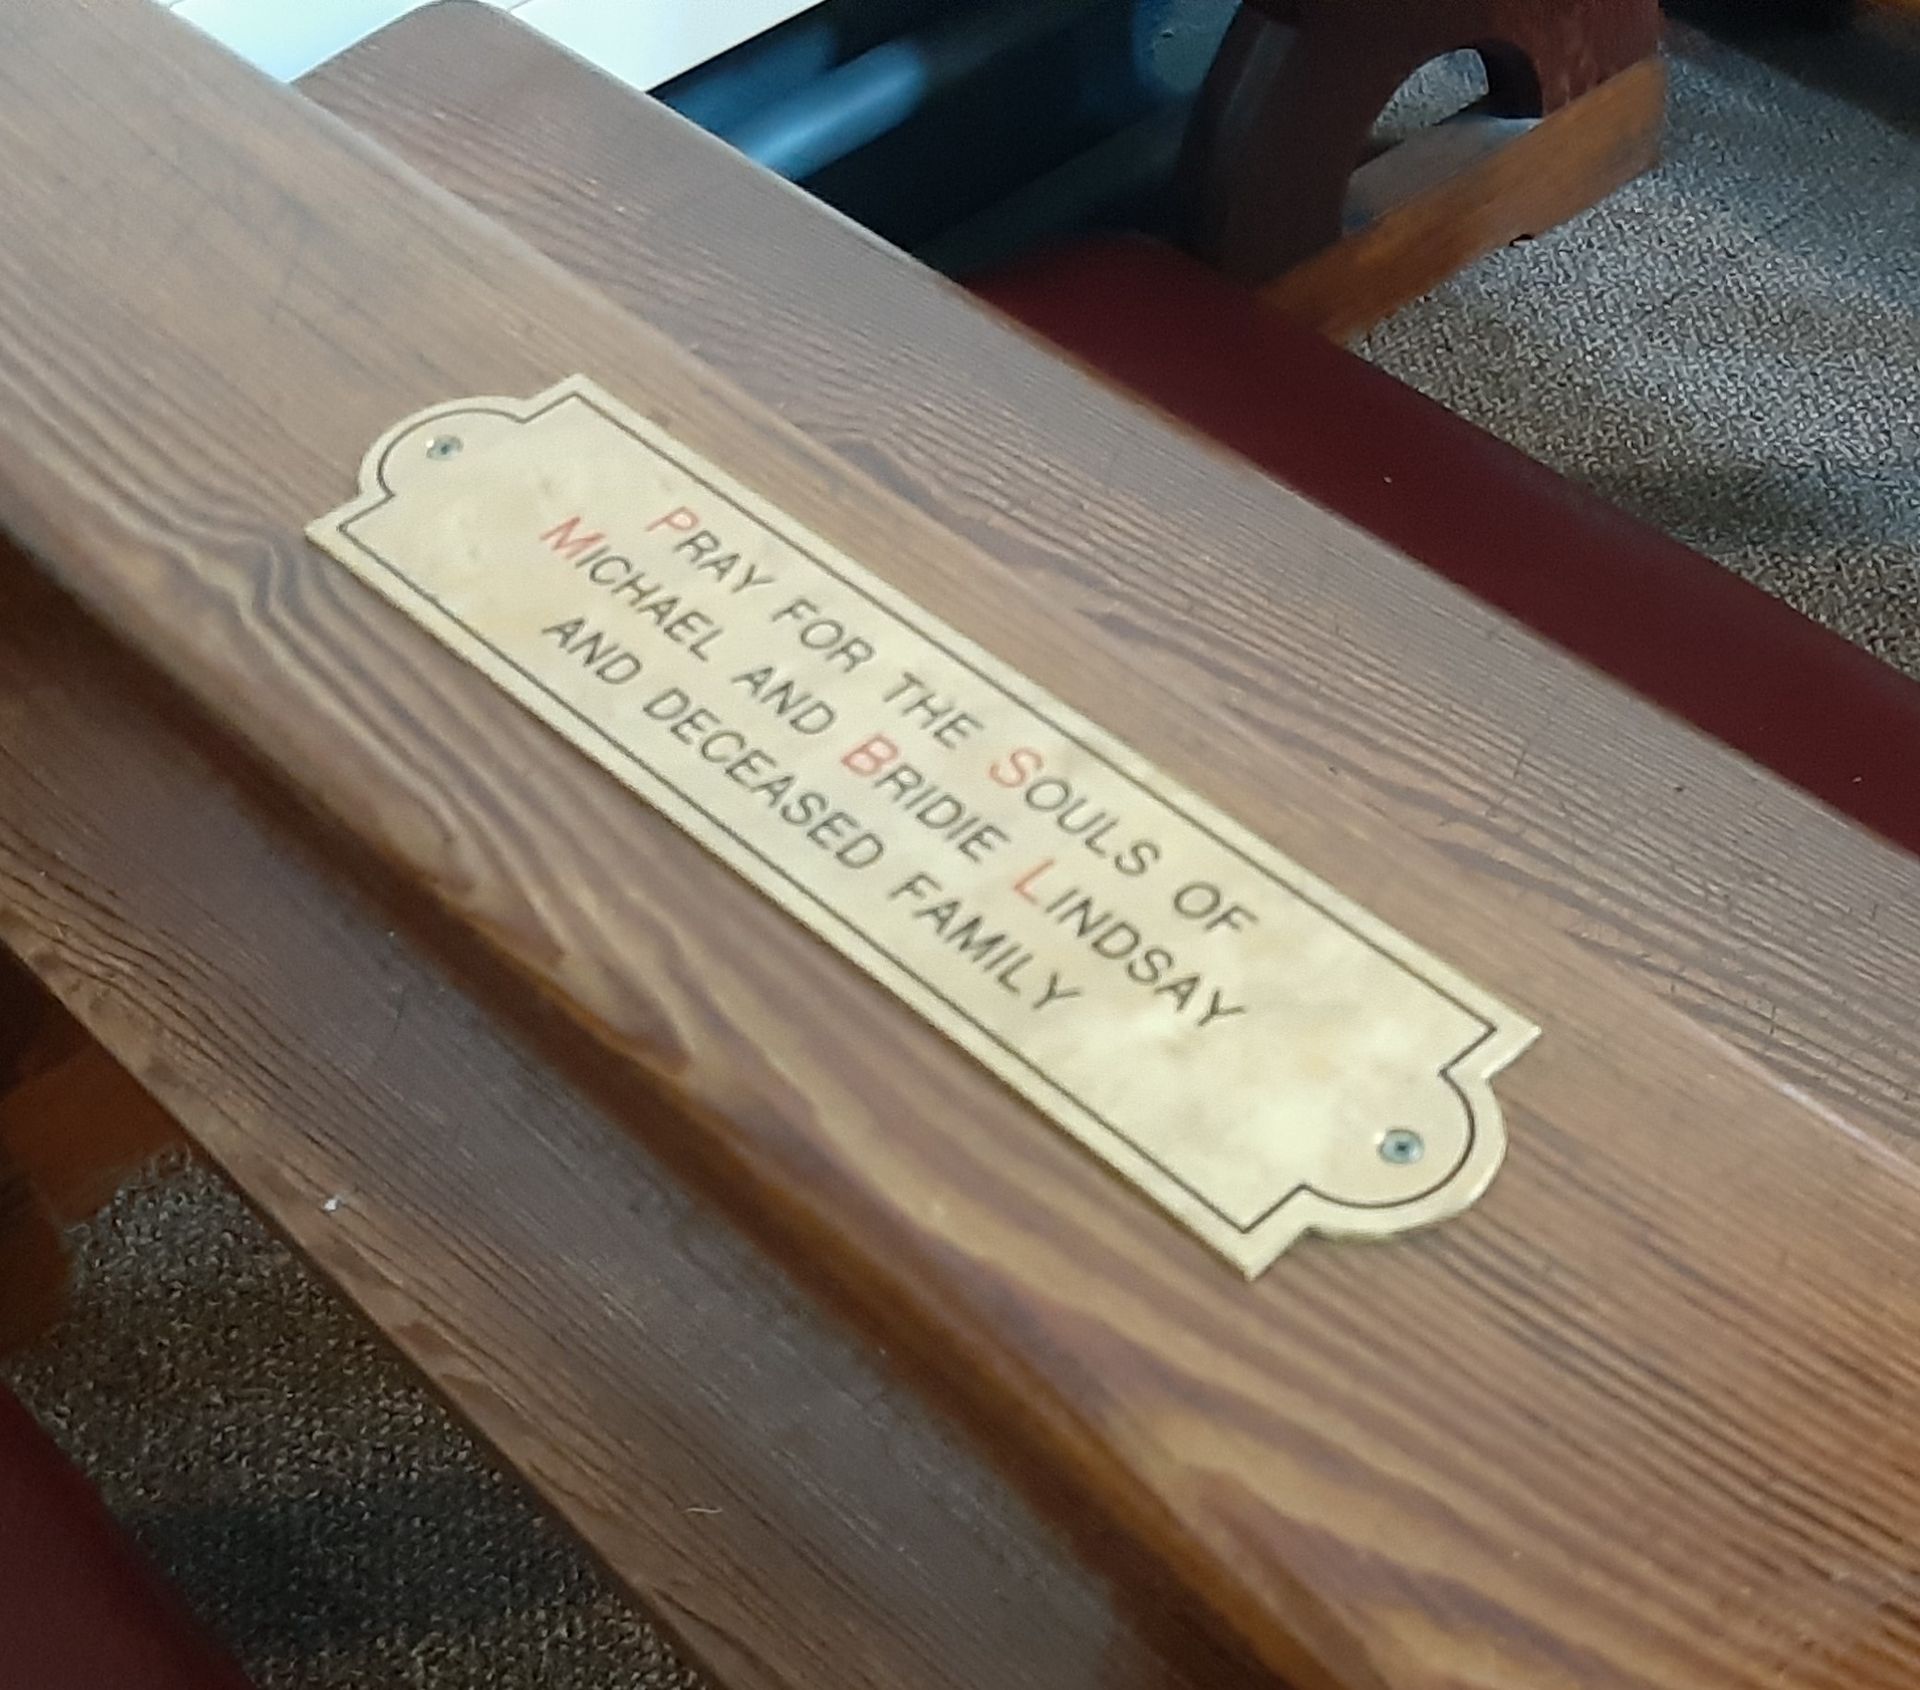 PRAY FOR THE SOULS OF
MICHAEL AND BRIDIE LINDSAY
AND DECEASED FAMILY